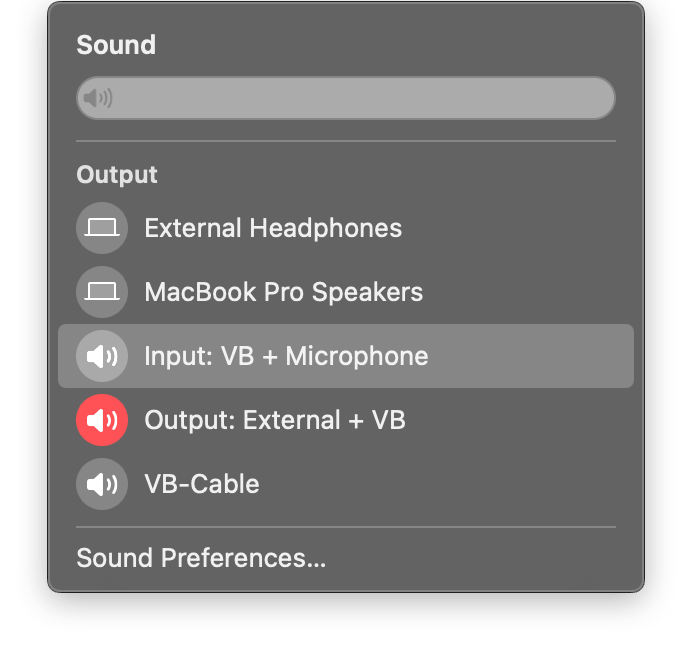 Sound
Output
External Headphones
MacBook Pro Speakers
Input: VB + Microphone
Output: External + VB
VB-Cable
Sound Preferences...